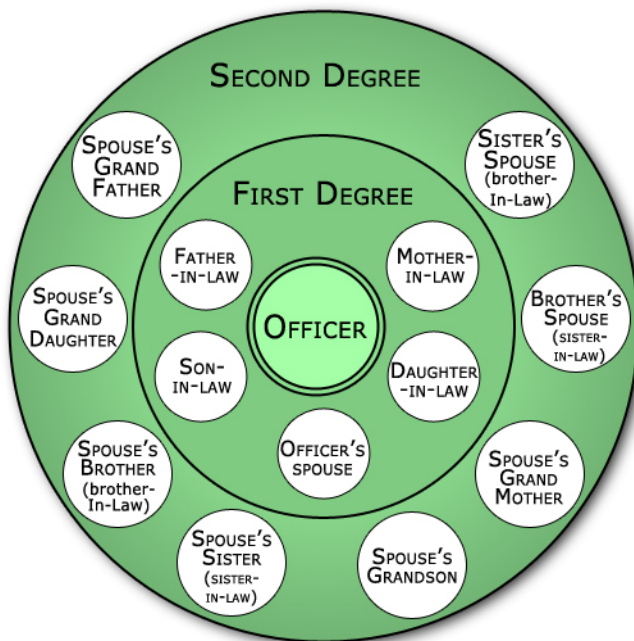 SECOND DEGREE
SPOUSE'S
GRAND
FATHER
SISTER'S
SPOUSE
(brother-
In-Law)
FIRST DEGREE
FATHER
-IN-LAW
MOTHER-
IN-LAW
SPOUSE'S
GRAND
DAUGHTER
OFFICER
BROTHER'S
SPOUSE
(SISTER-
IN-LAW)
SON-
IN-LAW
DAUGHTER
-IN-LAW
OFFICER'S
SPOUSE
SPOUSE'S
BROTHER
(brother-
In-Law)
SPOUSE'S
GRAND
MOTHER
SPOUSE'S
SISTER
(SISTER-
IN-LAW)
SPOUSE'S
GRANDSON